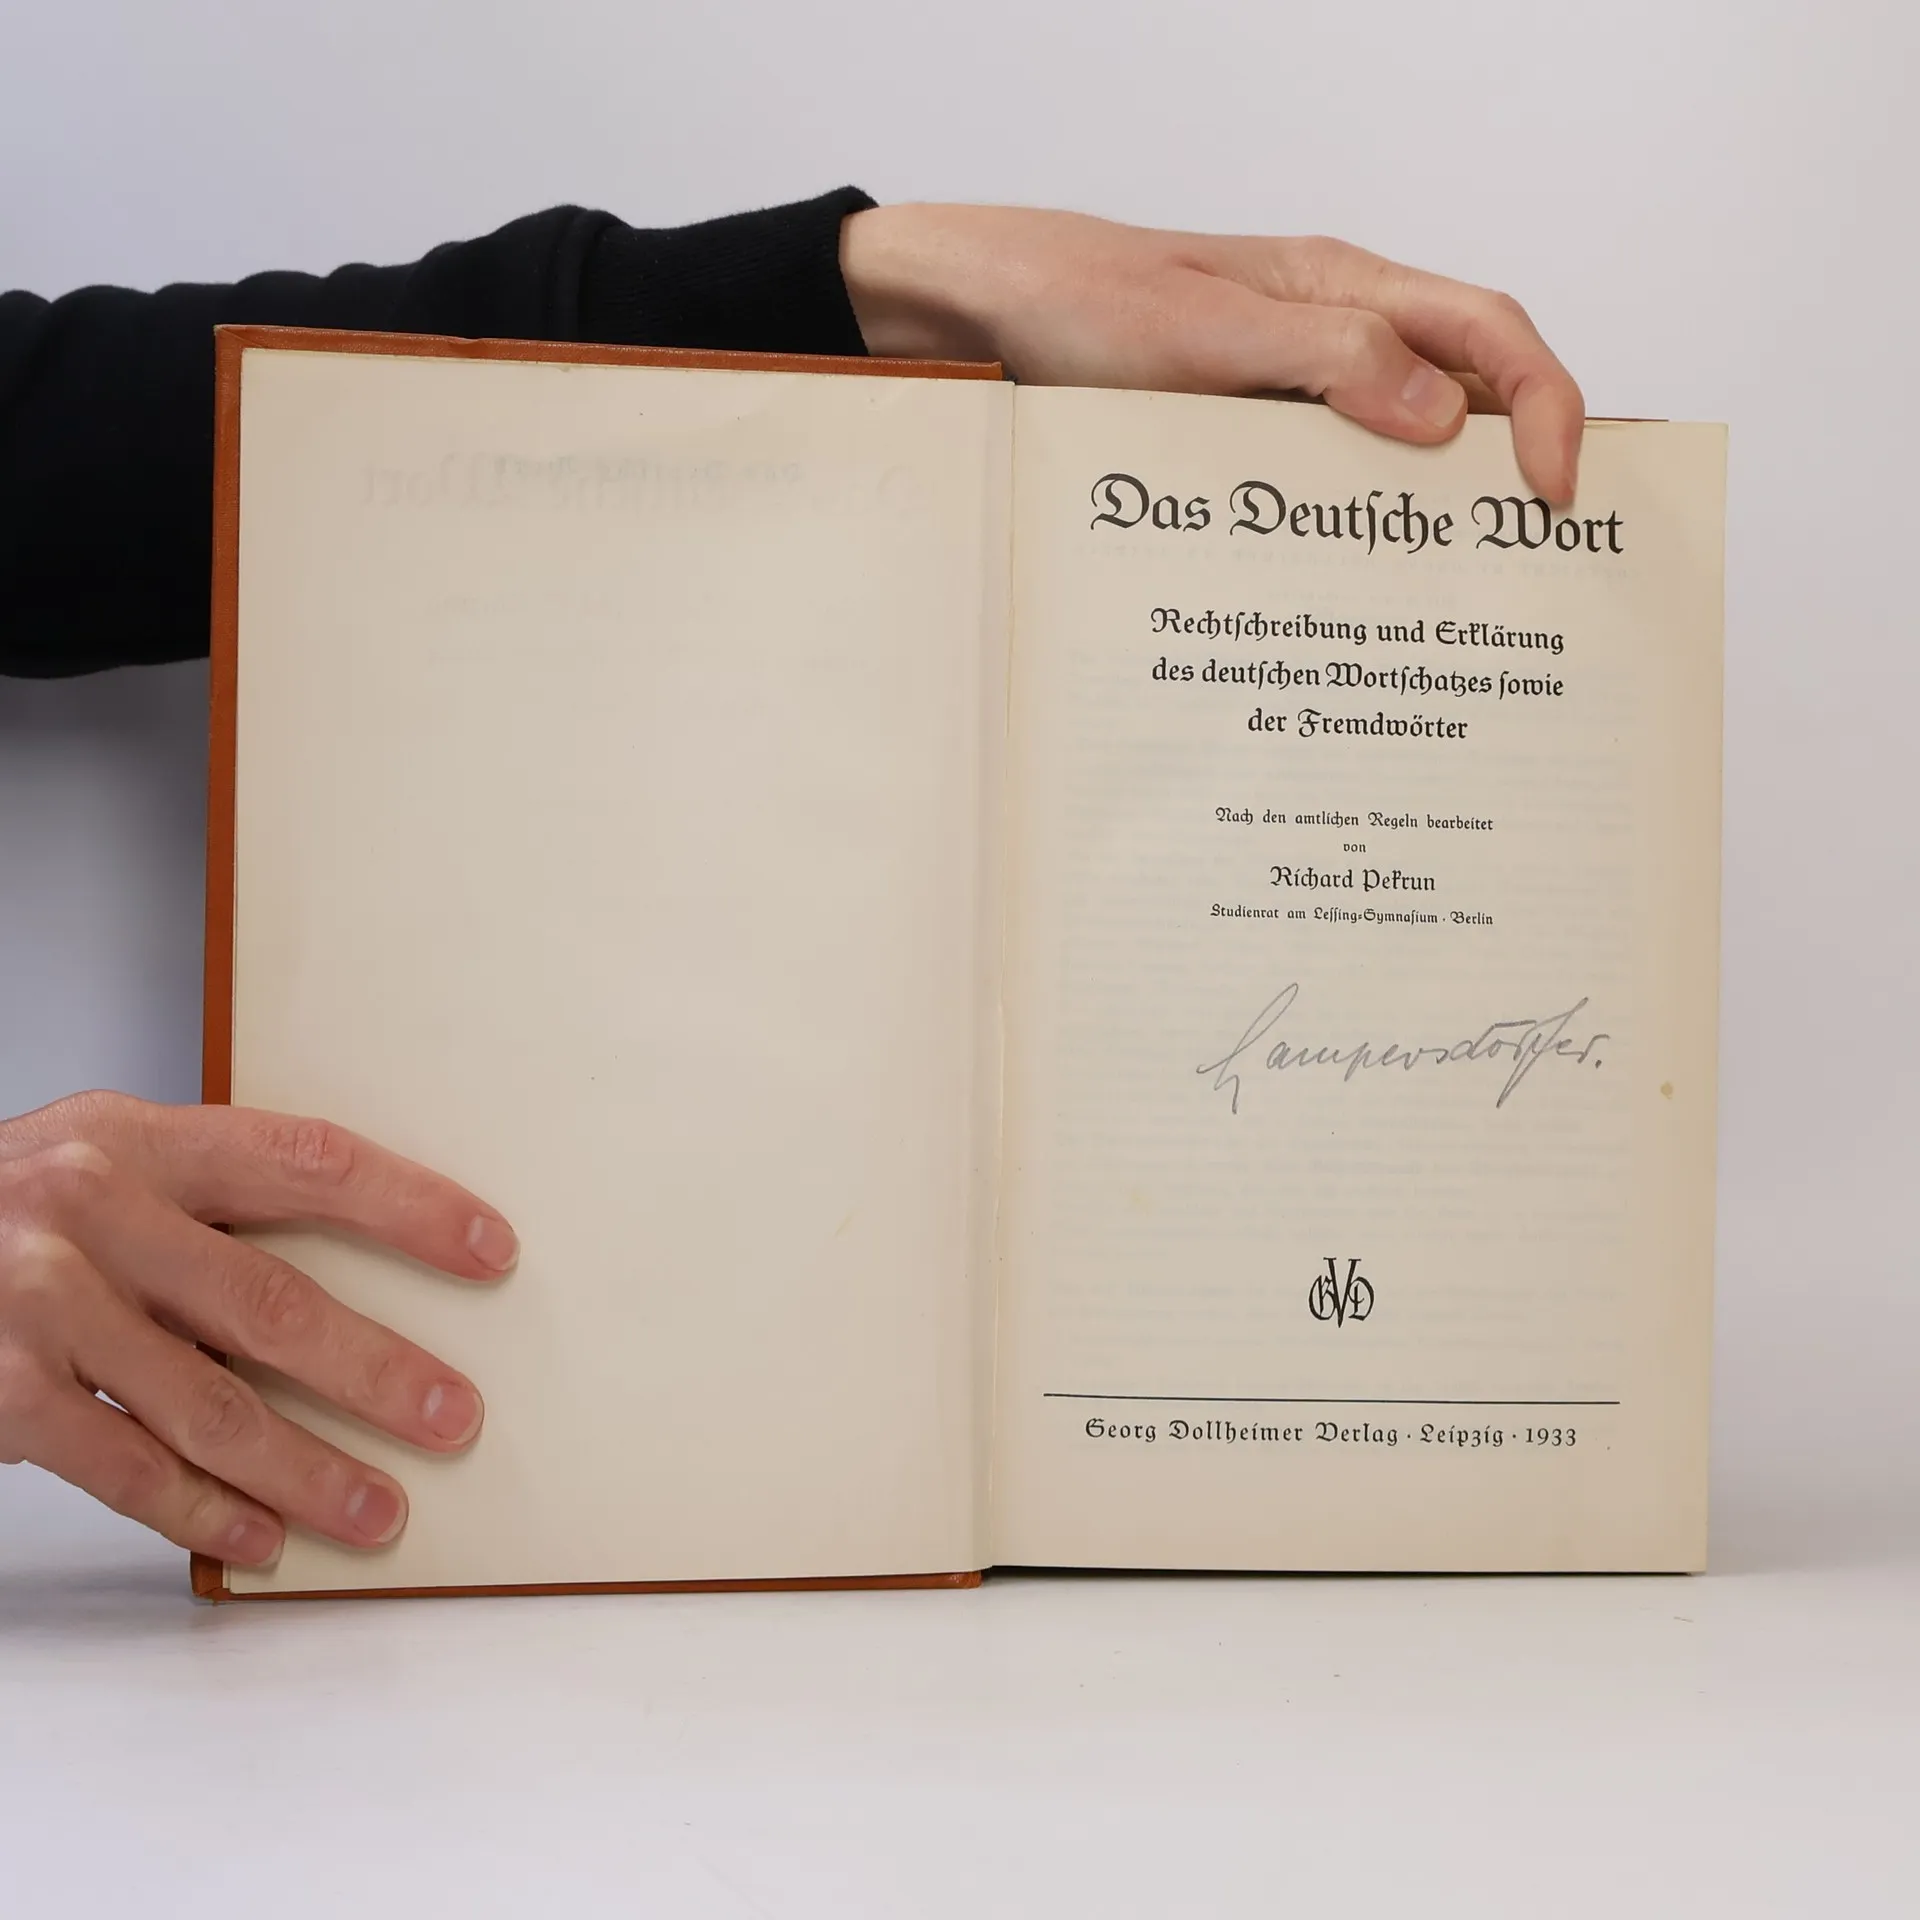 Das Deutſche Wort
Rechtſchreibung und Erklärung
des deutſchen Wortſchatzes ſowie
der Fremdwörter
Nach den amtlichen Regeln bearbeitet
von
Richard Pekrun
Studienrat am Leſſing-Gymnaſium · Berlin
GVD
Georg Dollheimer Verlag · Leipzig · 1933